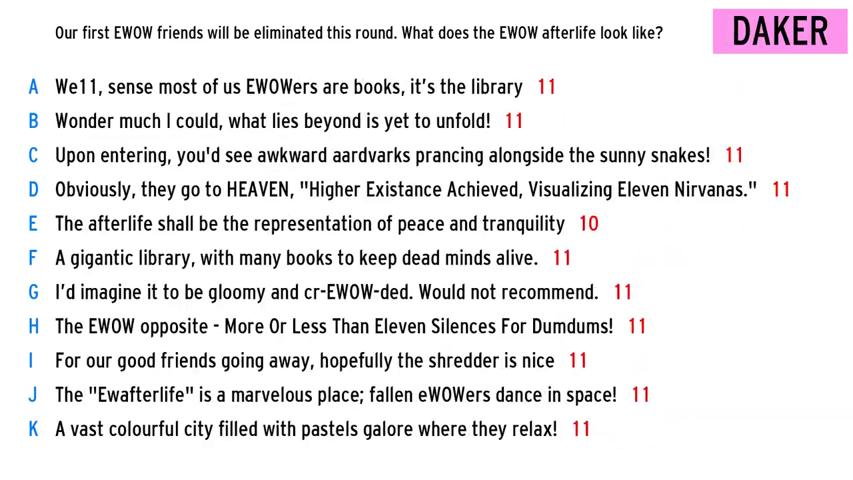 Our first EWOW friends will be eliminated this round. What does the EWOW afterlife look like?
DAKER
A We11, sense most of us EWOWers are books, it's the library 11
B Wonder much I could, what lies beyond is yet to unfold! 11
C Upon entering, you'd see awkward aardvarks prancing alongside the sunny snakes! 11
D Obviously, they go to HEAVEN, "Higher Existance Achieved, Visualizing Eleven Nirvanas." 11
E The afterlife shall be the representation of peace and tranquility 10
F A gigantic library, with many books to keep dead minds alive. 11
G I'd imagine it to be gloomy and cr-EWOW-ded. Would not recommend. 11
H The EWOW opposite - More Or Less Than Eleven Silences For Dumdums! 11
I For our good friends going away, hopefully the shredder is nice 11
J The "Ewafterlife" is a marvelous place; fallen eWOWers dance in space! 11
K A vast colourful city filled with pastels galore where they relax! 11